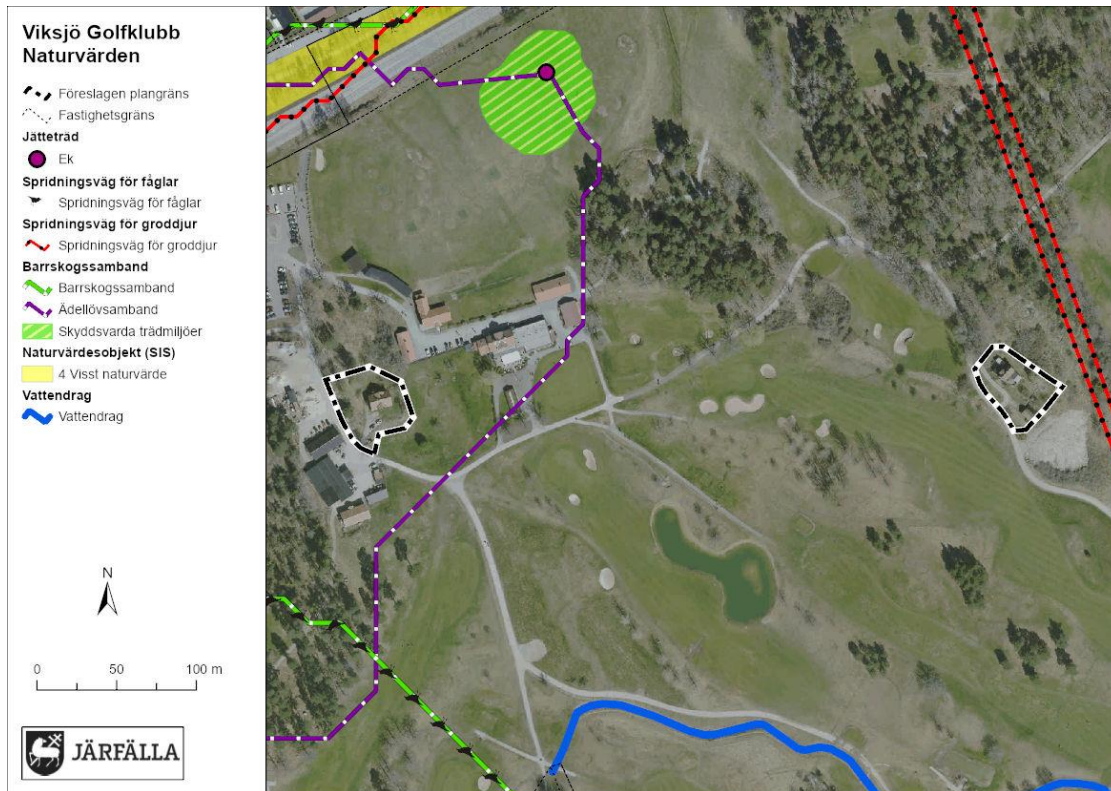 Viksjö Golfklubb
Naturvärden
Föreslagen plangräns
Fastighetsgräns
Jätteträd
Ek
Spridningsväg för fåglar
Spridningsväg för fåglar
Spridningsväg för groddjur
Spridningsväg för groddjur
Barrskogssamband
Barrskogssamband
Ädellövsamband
Skyddsvarda trädmiljöer
Naturvärdesobjekt (SIS)
4 Visst naturvärde
Vattendrag
Vattendrag
N
0 50 100 m
JÄRFÄLLA